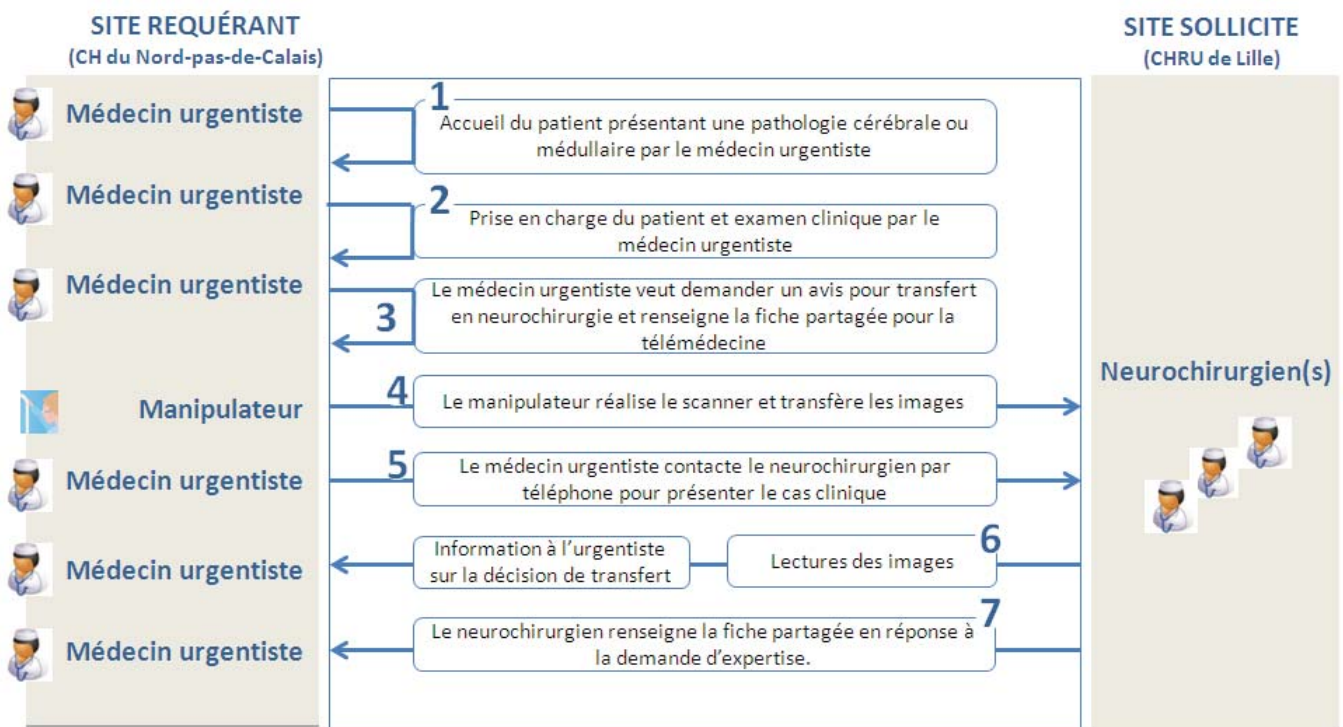 SITE REQUÉRANT
(CH du Nord-pas-de-Calais)
SITE SOLLICITE
(CHRU de Lille)
Médecin urgentiste
1
Accueil du patient présentant une pathologie cérébrale ou
médullaire par le médecin urgentiste
Médecin urgentiste
2
Prise en charge du patient et examen clinique par le
médecin urgentiste
Médecin urgentiste
3
Le médecin urgentiste veut demander un avis pour transfert
en neurochirurgie et renseigne la fiche partagée pour la
télémédecine
Neurochirurgien(s)
Manipulateur
4
Le manipulateur réalise le scanner et transfère les images
Médecin urgentiste
5
Le médecin urgentiste contacte le neurochirurgien par
téléphone pour présenter le cas clinique
Médecin urgentiste
Information à l'urgentiste
sur la décision de transfert
6
Lectures des images
Médecin urgentiste
7
Le neurochirurgien renseigne la fiche partagée en réponse à
la demande d'expertise.